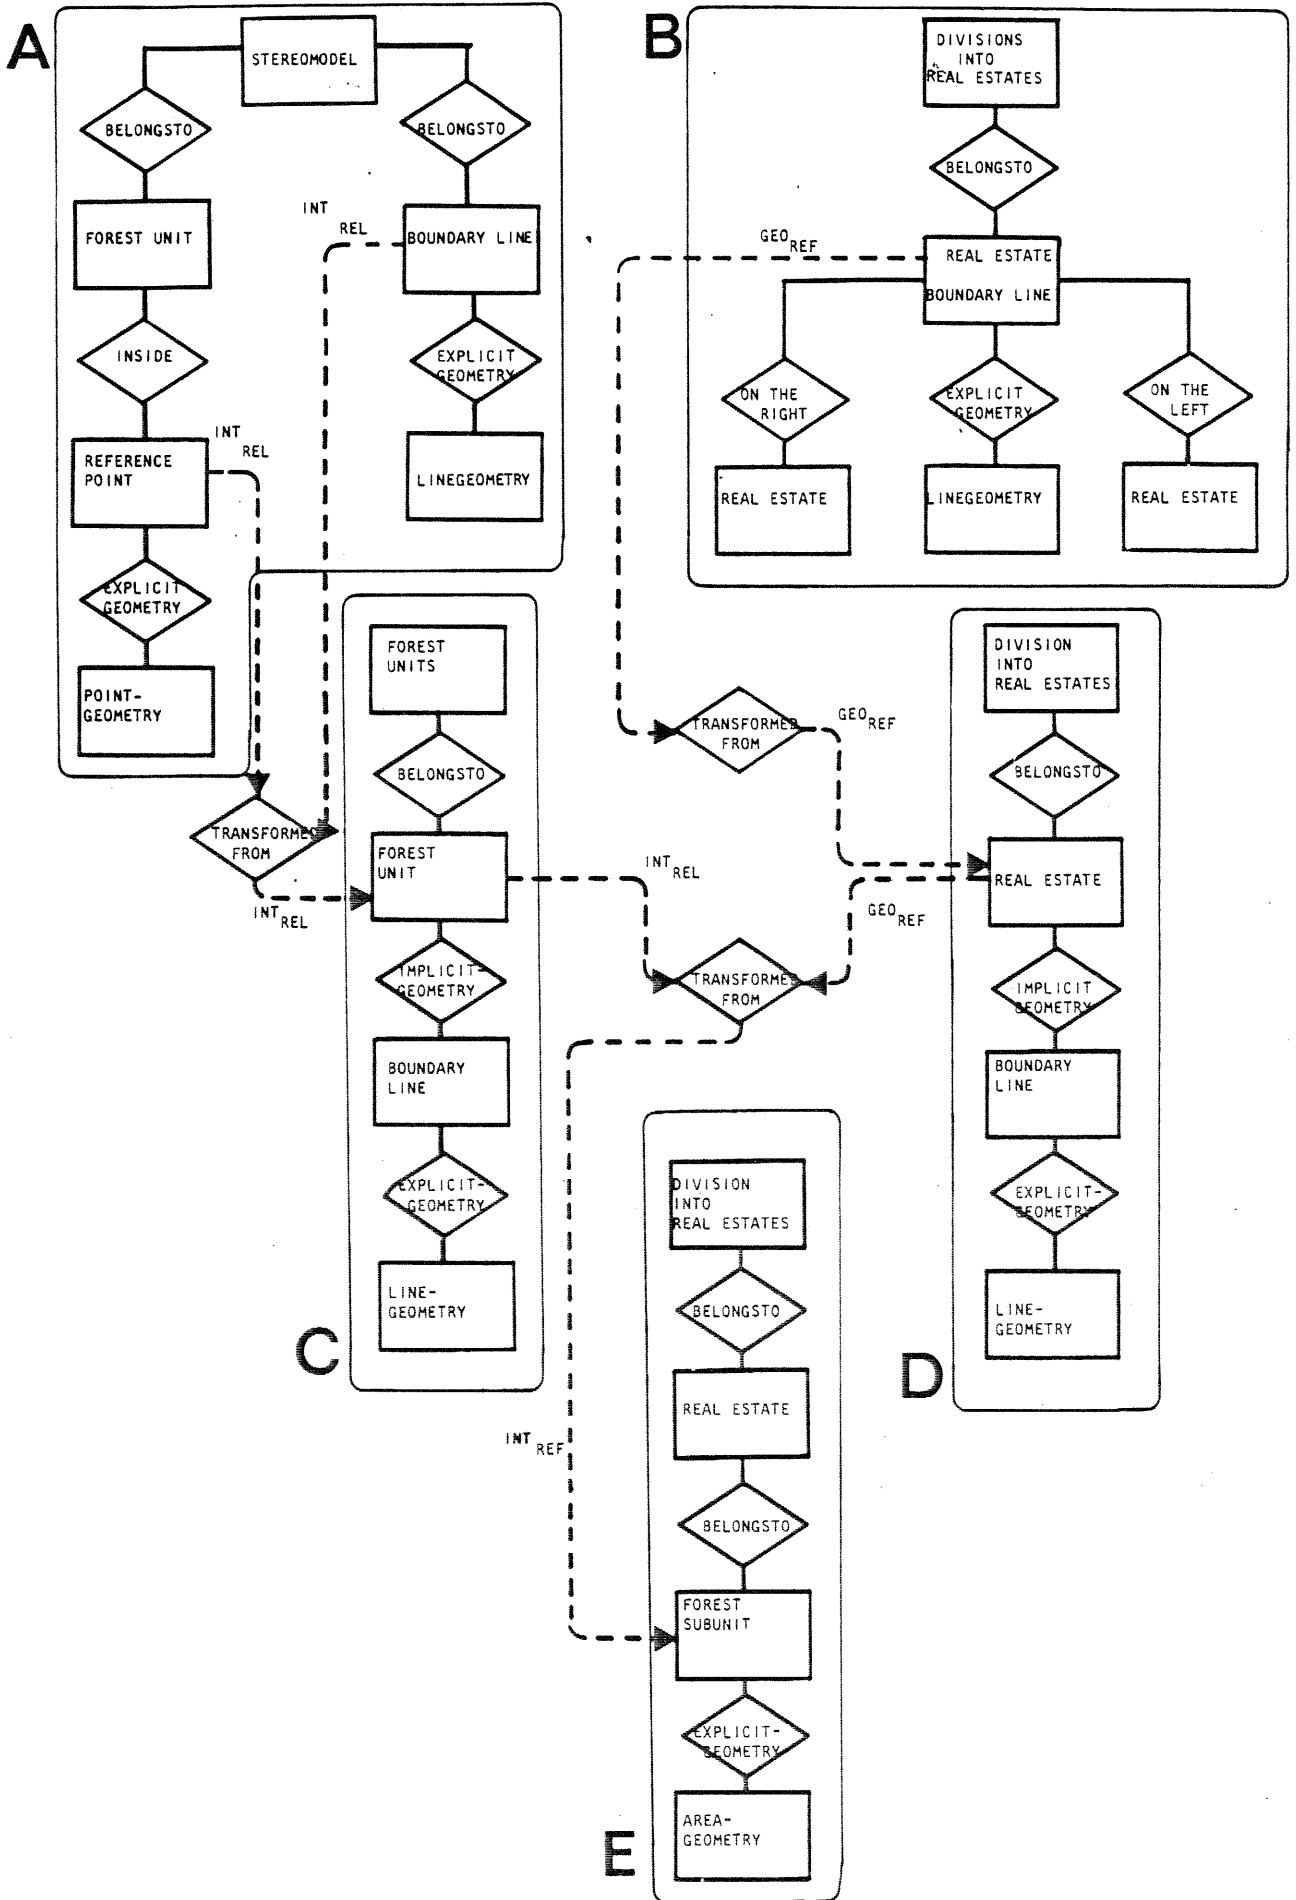 A
STEREOMODEL
BELONGSTO
BELONGSTO
FOREST UNIT
INT
REL
BOUNDARY LINE
INSIDE
EXPLICIT
GEOMETRY
REFERENCE
POINT
INT
REL
LINEGEOMETRY
EXPLICIT
GEOMETRY
POINT-
GEOMETRY
TRANSFORMED
FROM
INT
REL
B
DIVISIONS
INTO
REAL ESTATES
BELONGSTO
GEO
REF
REAL ESTATE
BOUNDARY LINE
ON THE
RIGHT
EXPLICIT
GEOMETRY
ON THE
LEFT
REAL ESTATE
LINEGEOMETRY
REAL ESTATE
TRANSFORMED
FROM
GEO
REF
C
FOREST
UNITS
BELONGSTO
FOREST
UNIT
IMPLICIT-
GEOMETRY
BOUNDARY
LINE
EXPLICIT-
GEOMETRY
LINE-
GEOMETRY
INT
REL
GEO
REF
TRANSFORMED
FROM
D
DIVISION
INTO
REAL ESTATES
BELONGSTO
REAL ESTATE
IMPLICIT
GEOMETRY
BOUNDARY
LINE
EXPLICIT-
GEOMETRY
LINE-
GEOMETRY
INT
REF
E
DIVISION
INTO
REAL ESTATES
BELONGSTO
REAL ESTATE
BELONGSTO
FOREST
SUBUNIT
EXPLICIT-
GEOMETRY
AREA-
GEOMETRY